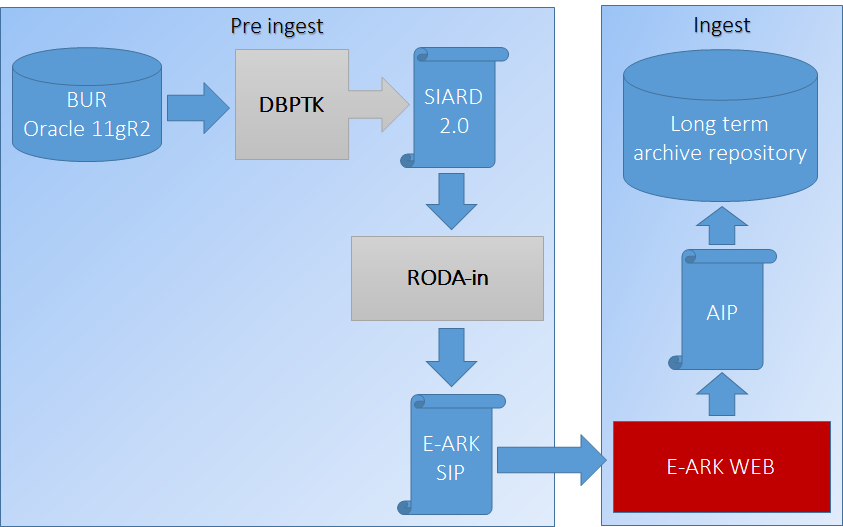 Pre ingest
BUR
Oracle 11gR2
DBPTK
SIARD
2.0
RODA-in
E-ARK
SIP
Ingest
Long term
archive repository
AIP
E-ARK WEB